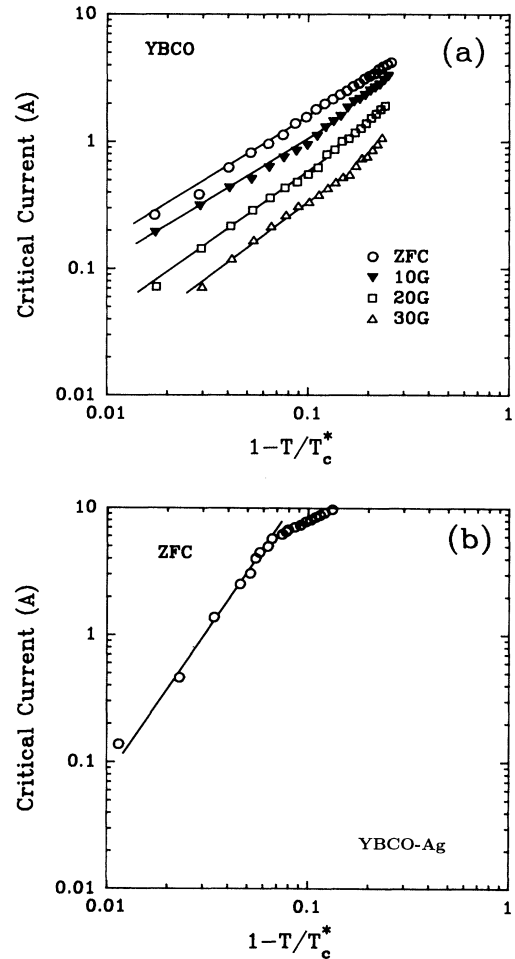 10
YBCO
(a)
1
Critical Current (A)
ZFC
10G
0.1
20G
30G
0.01
0.01
0.1
1
1−T/T*c
10
ZFC
(b)
1
Critical Current (A)
0.1
YBCO-Ag
0.01
0.01
0.1
1
1−T/T*c